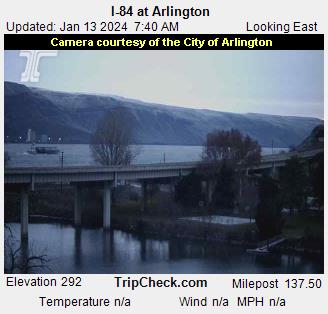 I-84 at Arlington
Updated: Jan 13 2024 7:40 AM Looking East
Camera courtesy of the City of Arlington
Elevation 292 TripCheck.com Milepost 137.50
Temperature n/a Wind n/a MPH n/a